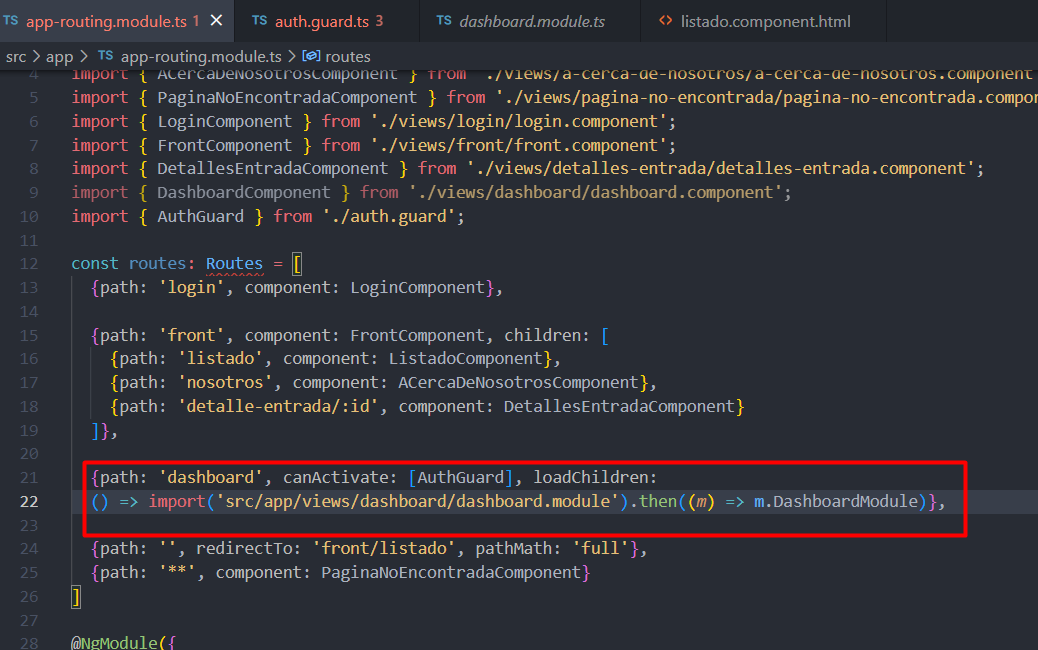 TS app-routing.module.ts 1 × TS auth.guard.ts 3 TS dashboard.module.ts <> listado.component.html
src > app > TS app-routing.module.ts > routes
4 import { ACercaDeNosotrosComponent } from './views/a-cerca-de-nosotros/a-cerca-de-nosotros.component'
5 import { PaginaNoEncontradaComponent } from './views/pagina-no-encontrada/pagina-no-encontrada.compon
6 import { LoginComponent } from './views/login/login.component';
7 import { FrontComponent } from './views/front/front.component';
8 import { DetallesEntradaComponent } from './views/detalles-entrada/detalles-entrada.component';
9 import { DashboardComponent } from './views/dashboard/dashboard.component';
10 import { AuthGuard } from './auth.guard';
11
12 const routes: Routes = [
13 {path: 'login', component: LoginComponent},
14
15 {path: 'front', component: FrontComponent, children: [
16 {path: 'listado', component: ListadoComponent},
17 {path: 'nosotros', component: ACercaDeNosotrosComponent},
18 {path: 'detalle-entrada/:id', component: DetallesEntradaComponent}
19 ]},
20
21 {path: 'dashboard', canActivate: [AuthGuard], loadChildren:
22 () => import('src/app/views/dashboard/dashboard.module').then((m) => m.DashboardModule)},
23
24 {path: '', redirectTo: 'front/listado', pathMath: 'full'},
25 {path: '**', component: PaginaNoEncontradaComponent}
26 ]
27
28 @NgModule({